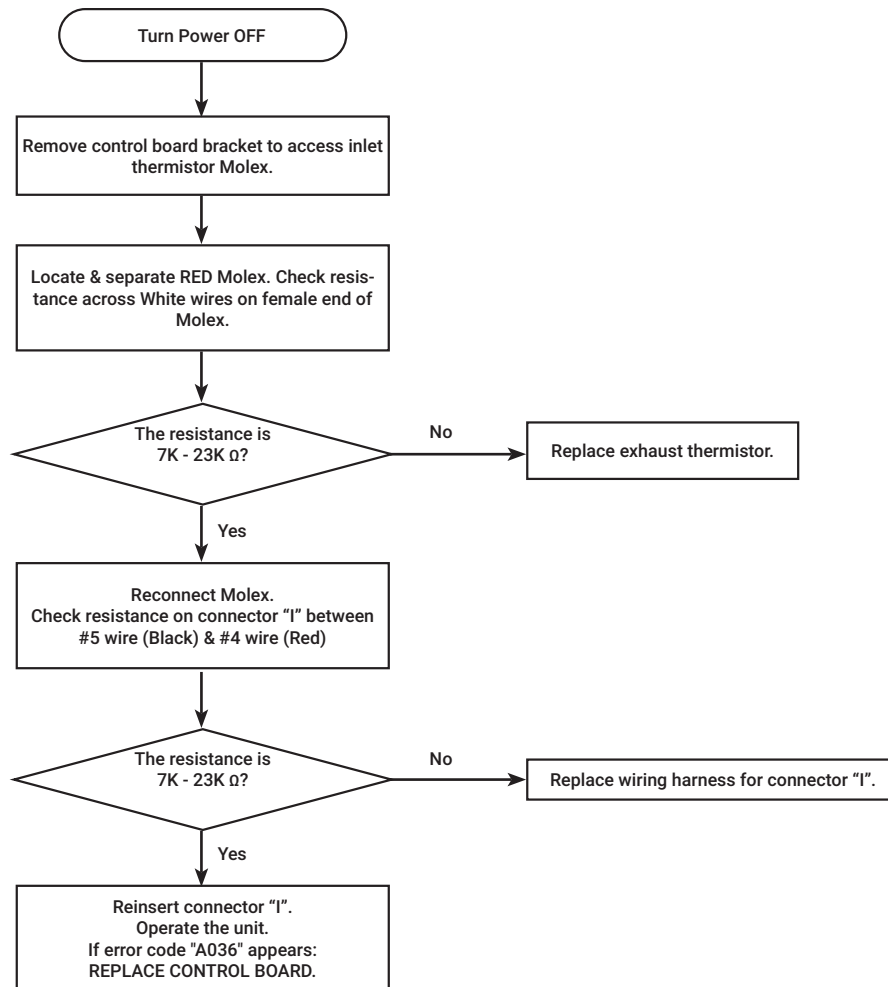 Turn Power OFF
Remove control board bracket to access inlet
thermistor Molex.
Locate & separate RED Molex. Check resis-
tance across White wires on female end of
Molex.
The resistance is
7K - 23K Ω?
No
Replace exhaust thermistor.
Yes
Reconnect Molex.
Check resistance on connector “I” between
#5 wire (Black) & #4 wire (Red)
The resistance is
7K - 23K Ω?
No
Replace wiring harness for connector “I”.
Yes
Reinsert connector “I”.
Operate the unit.
If error code "A036" appears:
REPLACE CONTROL BOARD.